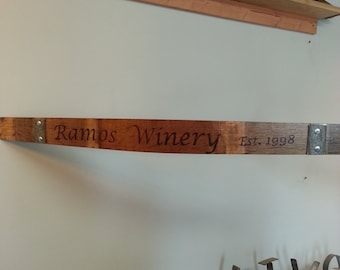 Ramos Winery Est. 1998